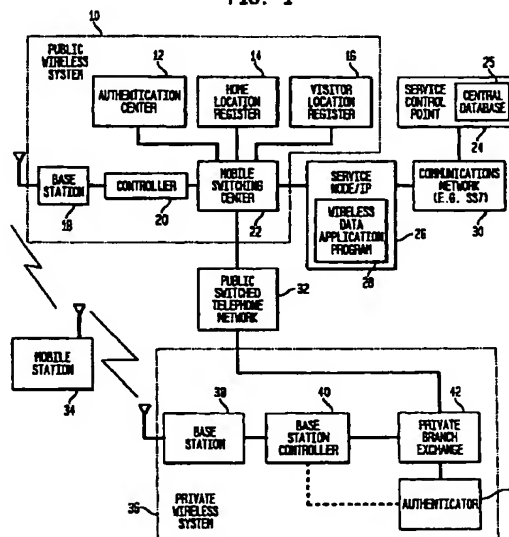 FIG. 1
10
PUBLIC
WIRELESS
SYSTEM
12
14
16
AUTHENTICATION
CENTER
HOME
LOCATION
REGISTER
VISITOR
LOCATION
REGISTER
25
SERVICE
CONTROL
POINT
CENTRAL
DATABASE
24
BASE
STATION
18
CONTROLLER
20
MOBILE
SWITCHING
CENTER
22
SERVICE
NODE/IP
WIRELESS
DATA
APPLICATION
PROGRAM
28
26
COMMUNICATIONS
NETWORK
(E.G. SS7)
30
PUBLIC
SWITCHED
TELEPHONE
NETWORK
32
MOBILE
STATION
34
38
40
42
BASE
STATION
BASE
STATION
CONTROLLER
PRIVATE
BRANCH
EXCHANGE
AUTHENTICATOR
36
PRIVATE
WIRELESS
SYSTEM